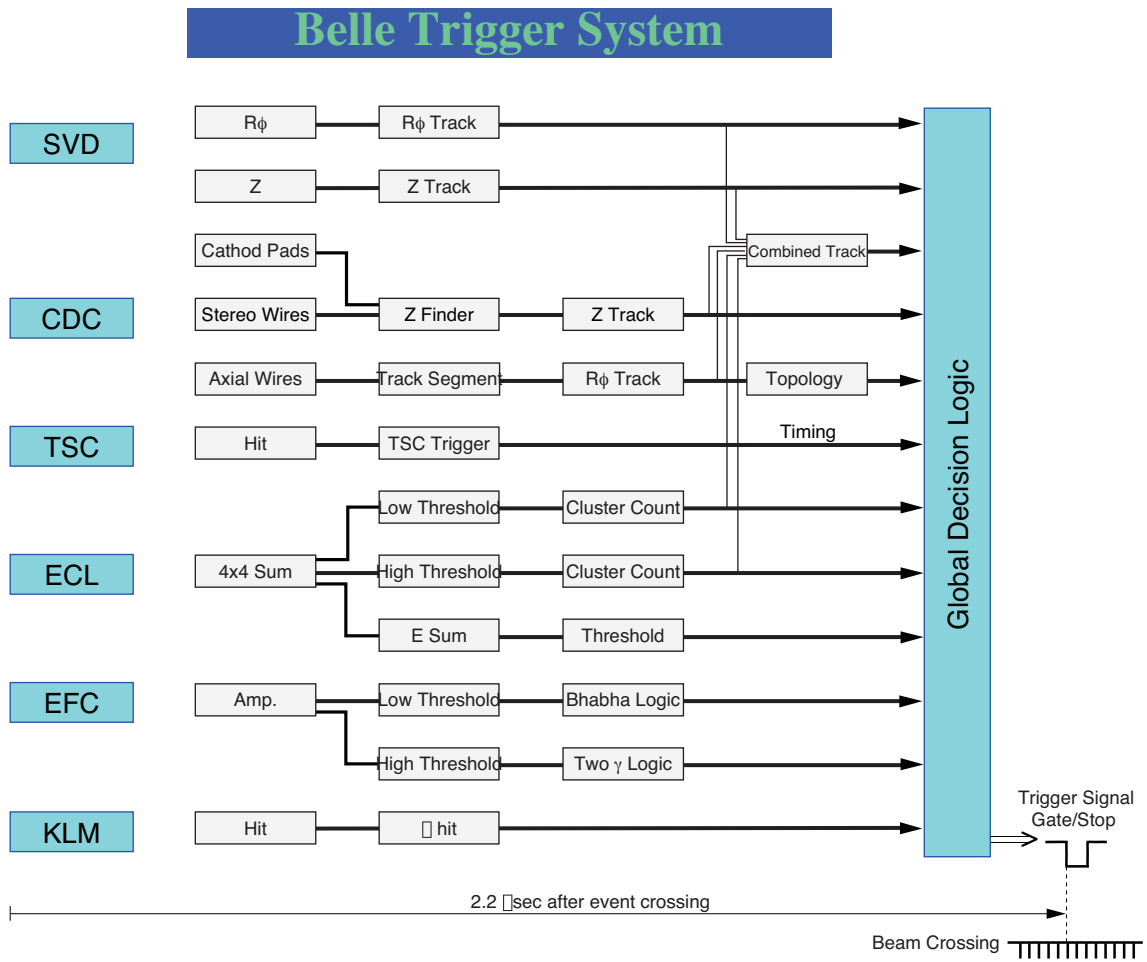 Belle Trigger System
SVD
Rϕ
Rϕ Track
Z
Z Track
Cathod Pads
Combined Track
CDC
Stereo Wires
Z Finder
Z Track
Axial Wires
Track Segment
Rϕ Track
Topology
TSC
Hit
TSC Trigger
Timing
Low Threshold
Cluster Count
ECL
4x4 Sum
High Threshold
Cluster Count
E Sum
Threshold
EFC
Amp.
Low Threshold
Bhabha Logic
High Threshold
Two γ Logic
KLM
Hit
▯ hit
Global Decision Logic
Trigger Signal
Gate/Stop
2.2 ▯sec after event crossing
Beam Crossing